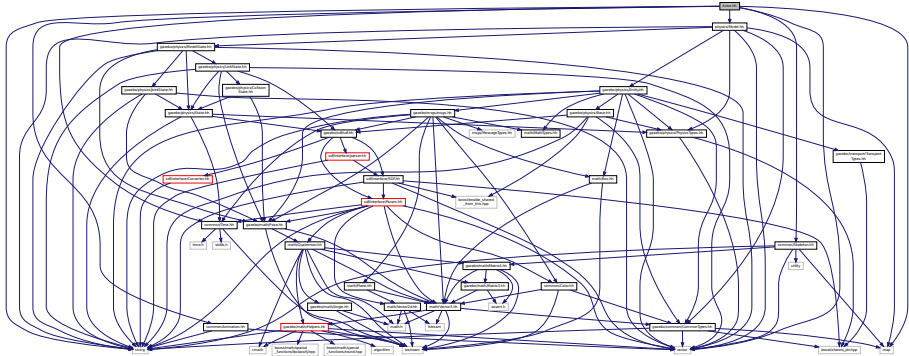 Actor.hh
physics/Model.hh
gazebo/physics/ModelState.hh
gazebo/physics/LinkState.hh
gazebo/physics/JointState.hh
gazebo/physics/Collision
State.hh
gazebo/physics/Entity.hh
gazebo/physics/State.hh
gazebo/msgs/msgs.hh
gazebo/physics/Base.hh
gazebo/sdf/sdf.hh
msgs/MessageTypes.hh
math/MathTypes.hh
gazebo/physics/PhysicsTypes.hh
sdf/interface/parser.hh
gazebo/transport/Transport
Types.hh
sdf/interface/Converter.hh
sdf/interface/SDF.hh
math/Box.hh
boost/enable_shared
_from_this.hpp
sdf/interface/Param.hh
common/Time.hh
gazebo/math/Pose.hh
time.h
stdlib.h
math/Quaternion.hh
common/Skeleton.hh
gazebo/math/Matrix4.hh
utility
math/Plane.hh
gazebo/math/Matrix3.hh
common/Color.hh
gazebo/math/Angle.hh
math/Vector2d.hh
math/Vector3.hh
assert.h
common/Animation.hh
gazebo/math/Helpers.hh
math.h
fstream
gazebo/common/CommonTypes.hh
string
cmath
boost/math/special
_functions/fpclassify.hpp
boost/math/special
_functions/round.hpp
algorithm
iostream
vector
boost/shared_ptr.hpp
map